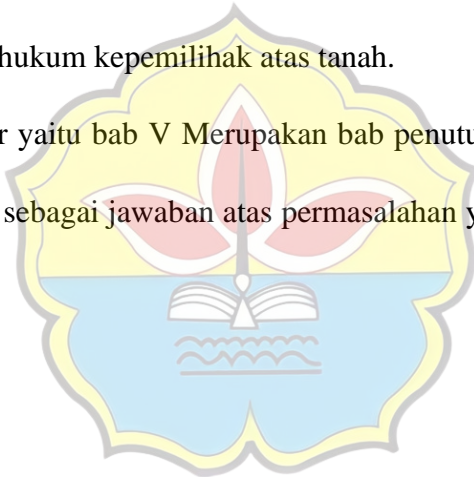 hukum kepemilihak atas tanah.
r yaitu bab V Merupakan bab penutu
sebagai jawaban atas permasalahan y